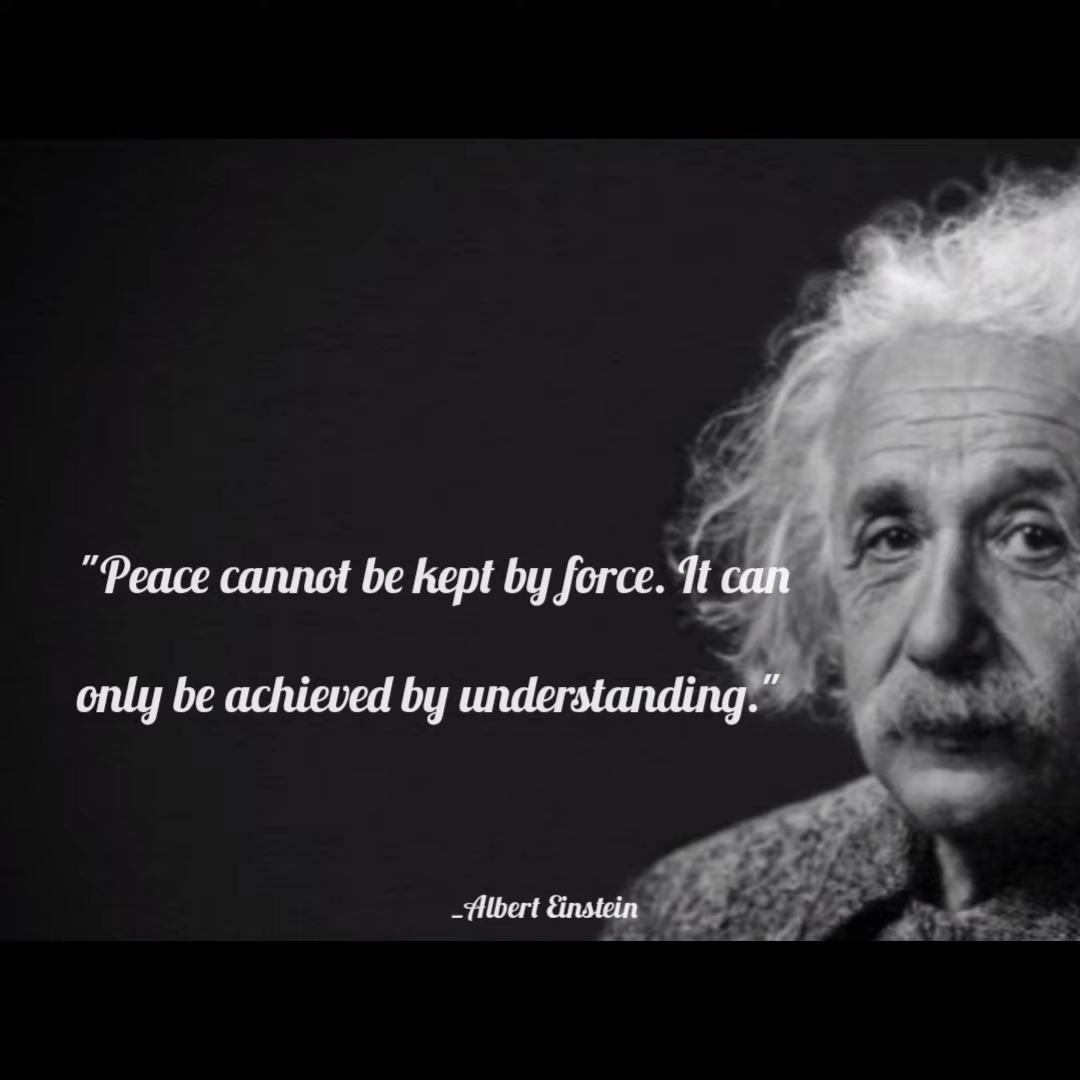 "Peace cannot be kept by force. It can
only be achieved by understanding."
_Albert Einstein